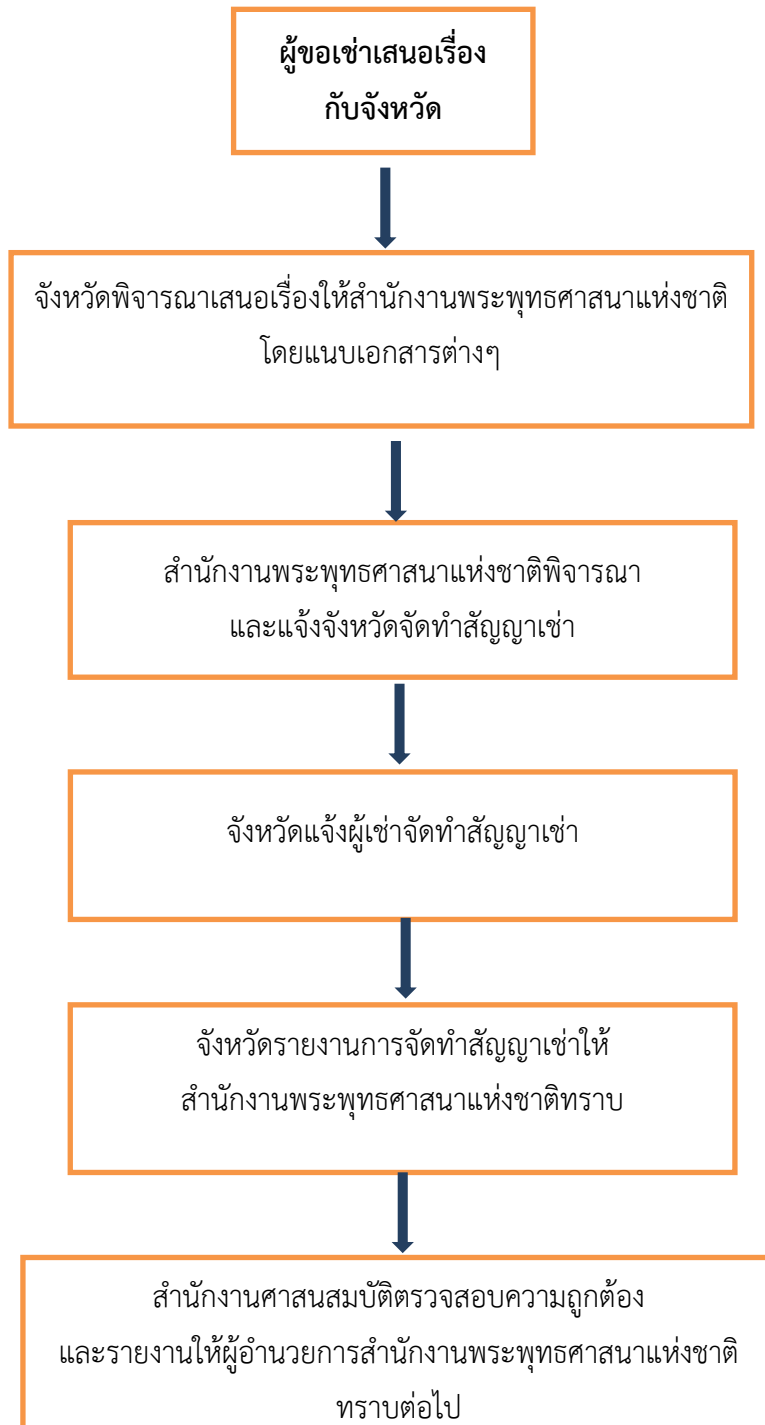 ผู้ขอเช่าเสนอเรื่อง
กับจังหวัด
จังหวัดพิจารณาเสนอเรื่องให้สำนักงานพระพุทธศาสนาแห่งชาติ
โดยแนบเอกสารต่างๆ
สำนักงานพระพุทธศาสนาแห่งชาติพิจารณา
และแจ้งจังหวัดจัดทำสัญญาเช่า
จังหวัดแจ้งผู้เช่าจัดทำสัญญาเช่า
จังหวัดรายงานการจัดทำสัญญาเช่าให้
สำนักงานพระพุทธศาสนาแห่งชาติทราบ
สำนักงานศาสนสมบัติตรวจสอบความถูกต้อง
และรายงานให้ผู้อำนวยการสำนักงานพระพุทธศาสนาแห่งชาติ
ทราบต่อไป